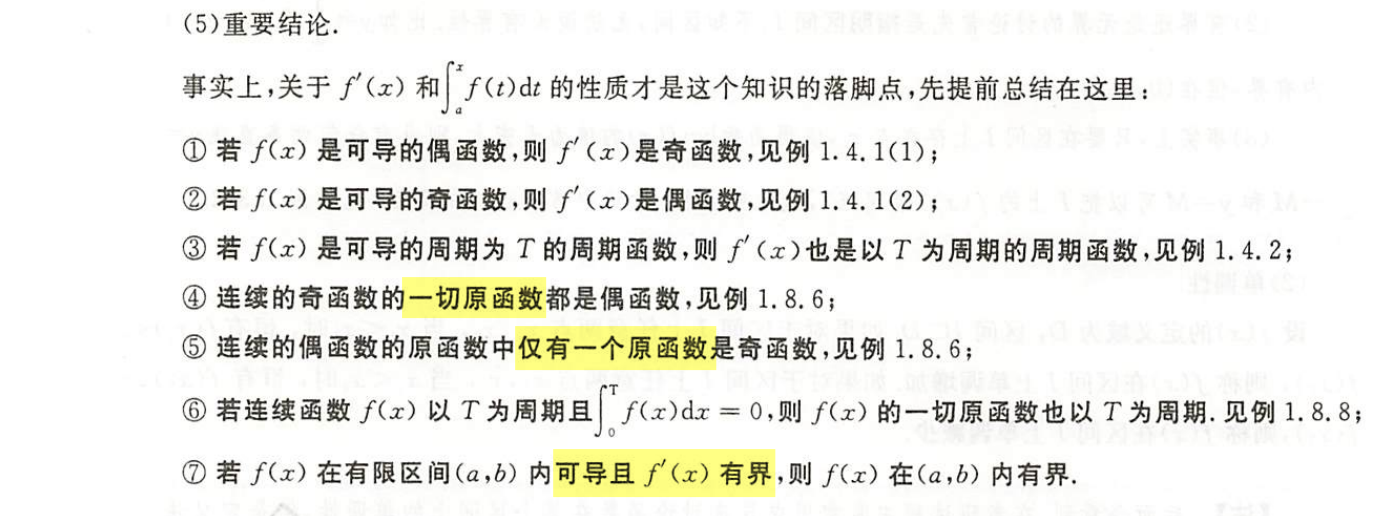 (5)重要结论.
事实上,关于 f′(x) 和∫ₐˣ f(t)dt 的性质才是这个知识的落脚点,先提前总结在这里:
① 若 f(x) 是可导的偶函数,则 f′(x)是奇函数,见例 1.4.1(1);
② 若 f(x) 是可导的奇函数,则 f′(x)是偶函数,见例 1.4.1(2);
③ 若 f(x) 是可导的周期为 T 的周期函数,则 f′(x)也是以 T 为周期的周期函数,见例 1.4.2;
④ 连续的奇函数的一切原函数都是偶函数,见例 1.8.6;
⑤ 连续的偶函数的原函数中仅有一个原函数是奇函数,见例 1.8.6;
⑥ 若连续函数 f(x) 以 T 为周期且∫₀ᵀ f(x)dx = 0,则 f(x) 的一切原函数也以 T 为周期. 见例 1.8.8;
⑦ 若 f(x) 在有限区间(a,b) 内可导且 f′(x) 有界,则 f(x) 在(a,b) 内有界.